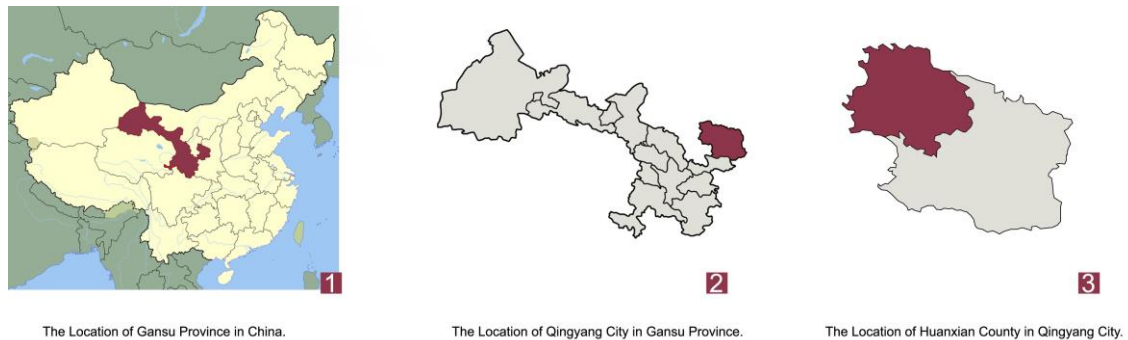 1
2
3
The Location of Gansu Province in China.
The Location of Qingyang City in Gansu Province.
The Location of Huanxian County in Qingyang City.